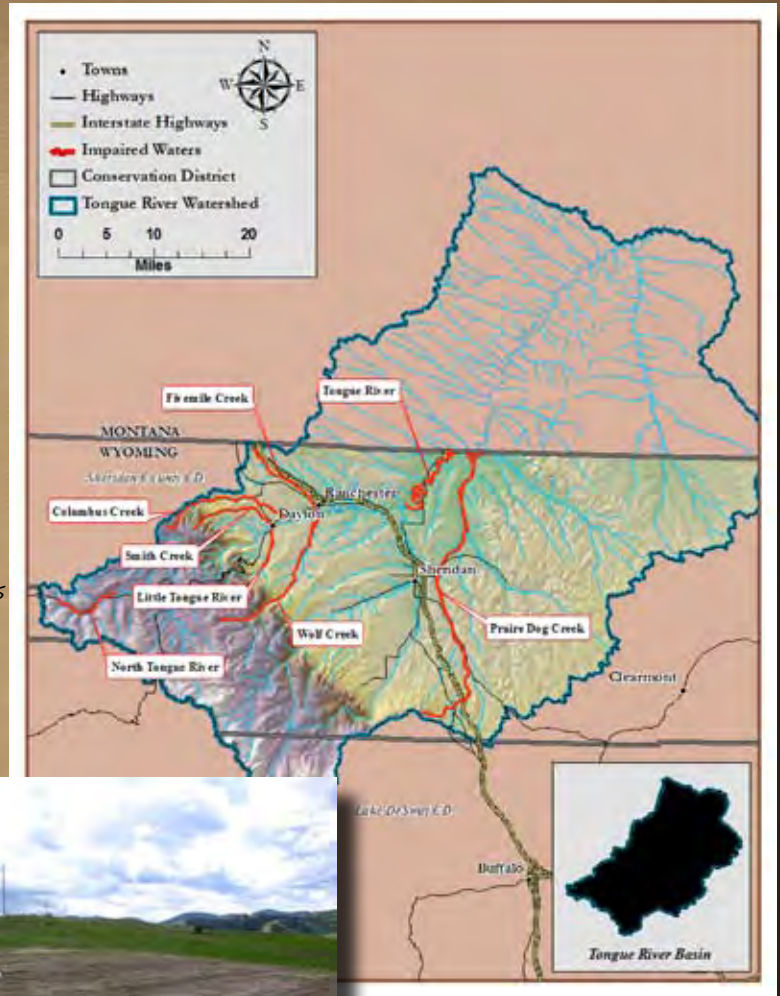 N
W E
S
Towns
Highways
Interstate Highways
Impaired Waters
Conservation District
Tongue River Watershed
0 5 10 20
Miles
Fivemile Creek
Tongue River
MONTANA
WYOMING
Sheridan County C.D.
Ranchester
Columbus Creek
Dayton
Smith Creek
Sheridan
Little Tongue River
Wolf Creek
Prairie Dog Creek
North Tongue River
Clearmont
Lake DeSmet C.D.
Buffalo
Tongue River Basin